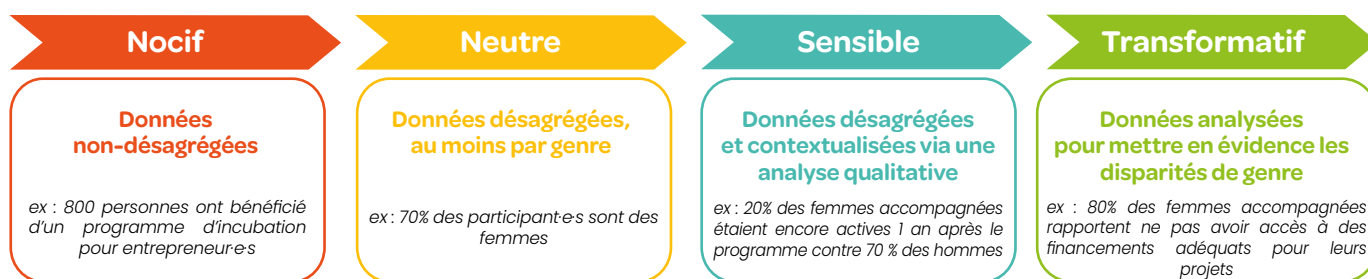 Nocif
Neutre
Sensible
Transformatif
Données
non-désagrégées
ex : 800 personnes ont bénéficié
d'un programme d'incubation
pour entrepreneur·e·s
Données désagrégées,
au moins par genre
ex : 70% des participant·e·s sont des
femmes
Données désagrégées
et contextualisées via une
analyse qualitative
ex : 20% des femmes accompagnées
étaient encore actives 1 an après le
programme contre 70 % des hommes
Données analysées
pour mettre en évidence les
disparités de genre
ex : 80% des femmes accompagnées
rapportent ne pas avoir accès à des
financements adéquats pour leurs
projets